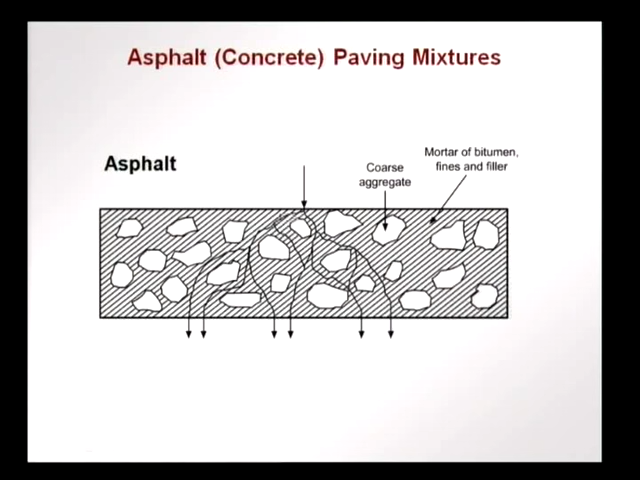 Asphalt (Concrete) Paving Mixtures
Asphalt
Coarse
aggregate
Mortar of bitumen,
fines and filler